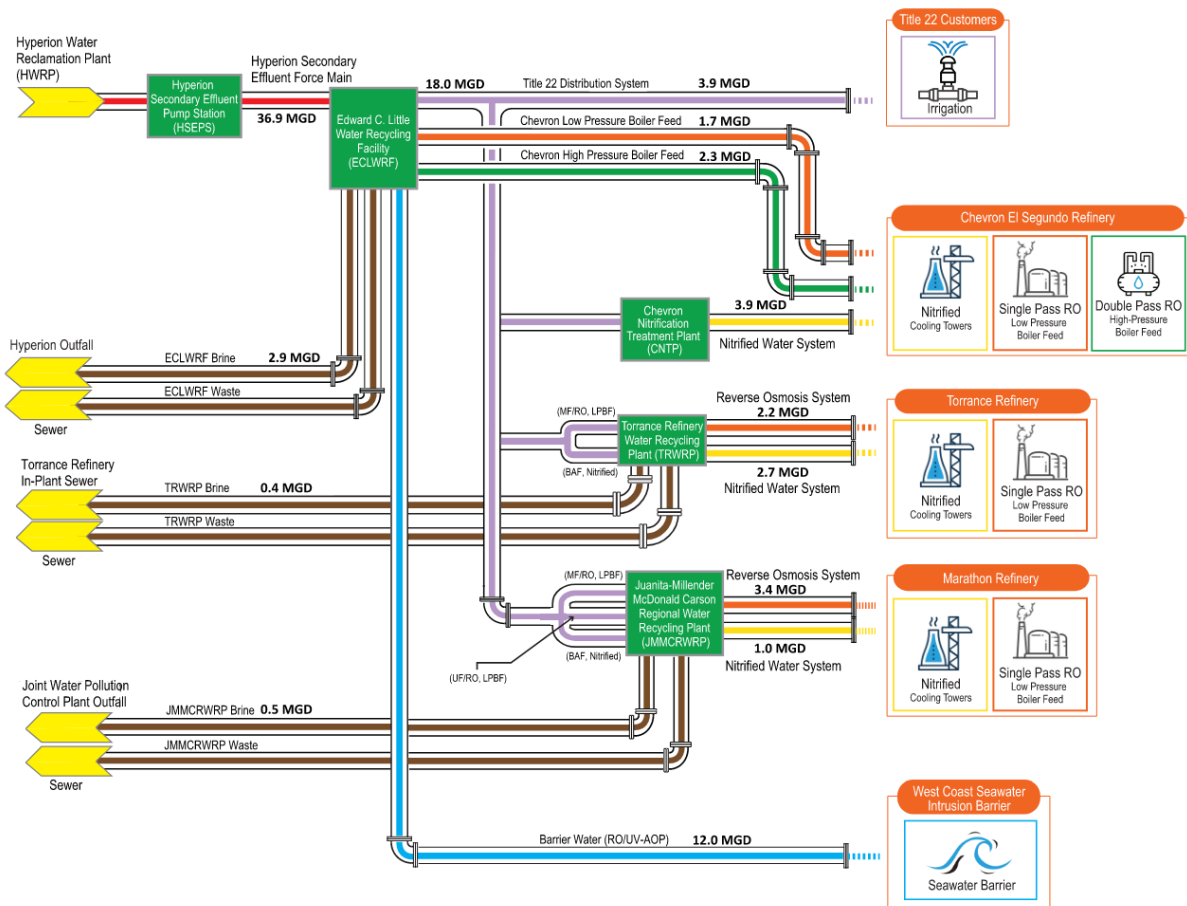 Title 22 Customers
Irrigation
Hyperion Water
Reclamation Plant
(HWRP)
Hyperion
Secondary Effluent
Pump Station
(HSEPS)
Hyperion Secondary
Effluent Force Main
36.9 MGD
Edward C. Little
Water Recycling
Facility
(ECLWRF)
18.0 MGD
Title 22 Distribution System
3.9 MGD
Chevron Low Pressure Boiler Feed
1.7 MGD
Chevron High Pressure Boiler Feed
2.3 MGD
Chevron El Segundo Refinery
Nitrified
Cooling Towers
Single Pass RO
Low Pressure
Boiler Feed
Double Pass RO
High-Pressure
Boiler Feed
Chevron
Nitrification
Treatment Plant
(CNTP)
3.9 MGD
Nitrified Water System
Hyperion Outfall
ECLWRF Brine
2.9 MGD
ECLWRF Waste
Sewer
(MF/RO, LPBF)
(BAF, Nitrified)
Torrance Refinery
Water Recycling
Plant (TRWRP)
Reverse Osmosis System
2.2 MGD
2.7 MGD
Nitrified Water System
Torrance Refinery
Nitrified
Cooling Towers
Single Pass RO
Low Pressure
Boiler Feed
Torrance Refinery
In-Plant Sewer
TRWRP Brine
0.4 MGD
TRWRP Waste
Sewer
(MF/RO, LPBF)
(BAF, Nitrified)
(UF/RO, LPBF)
Juanita-Millender
McDonald Carson
Regional Water
Recycling Plant
(JMMCRWRP)
Reverse Osmosis System
3.4 MGD
1.0 MGD
Nitrified Water System
Marathon Refinery
Nitrified
Cooling Towers
Single Pass RO
Low Pressure
Boiler Feed
Joint Water Pollution
Control Plant Outfall
JMMCRWRP Brine
0.5 MGD
JMMCRWRP Waste
Sewer
Barrier Water (RO/UV-AOP)
12.0 MGD
West Coast Seawater
Intrusion Barrier
Seawater Barrier